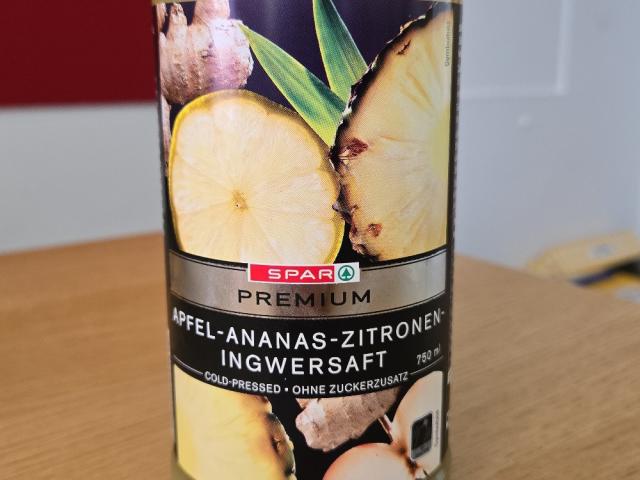 SPAR
PREMIUM
APFEL-ANANAS-ZITRONEN-
INGWERSAFT
750 ml
COLD-PRESSED • OHNE ZUCKERZUSATZ